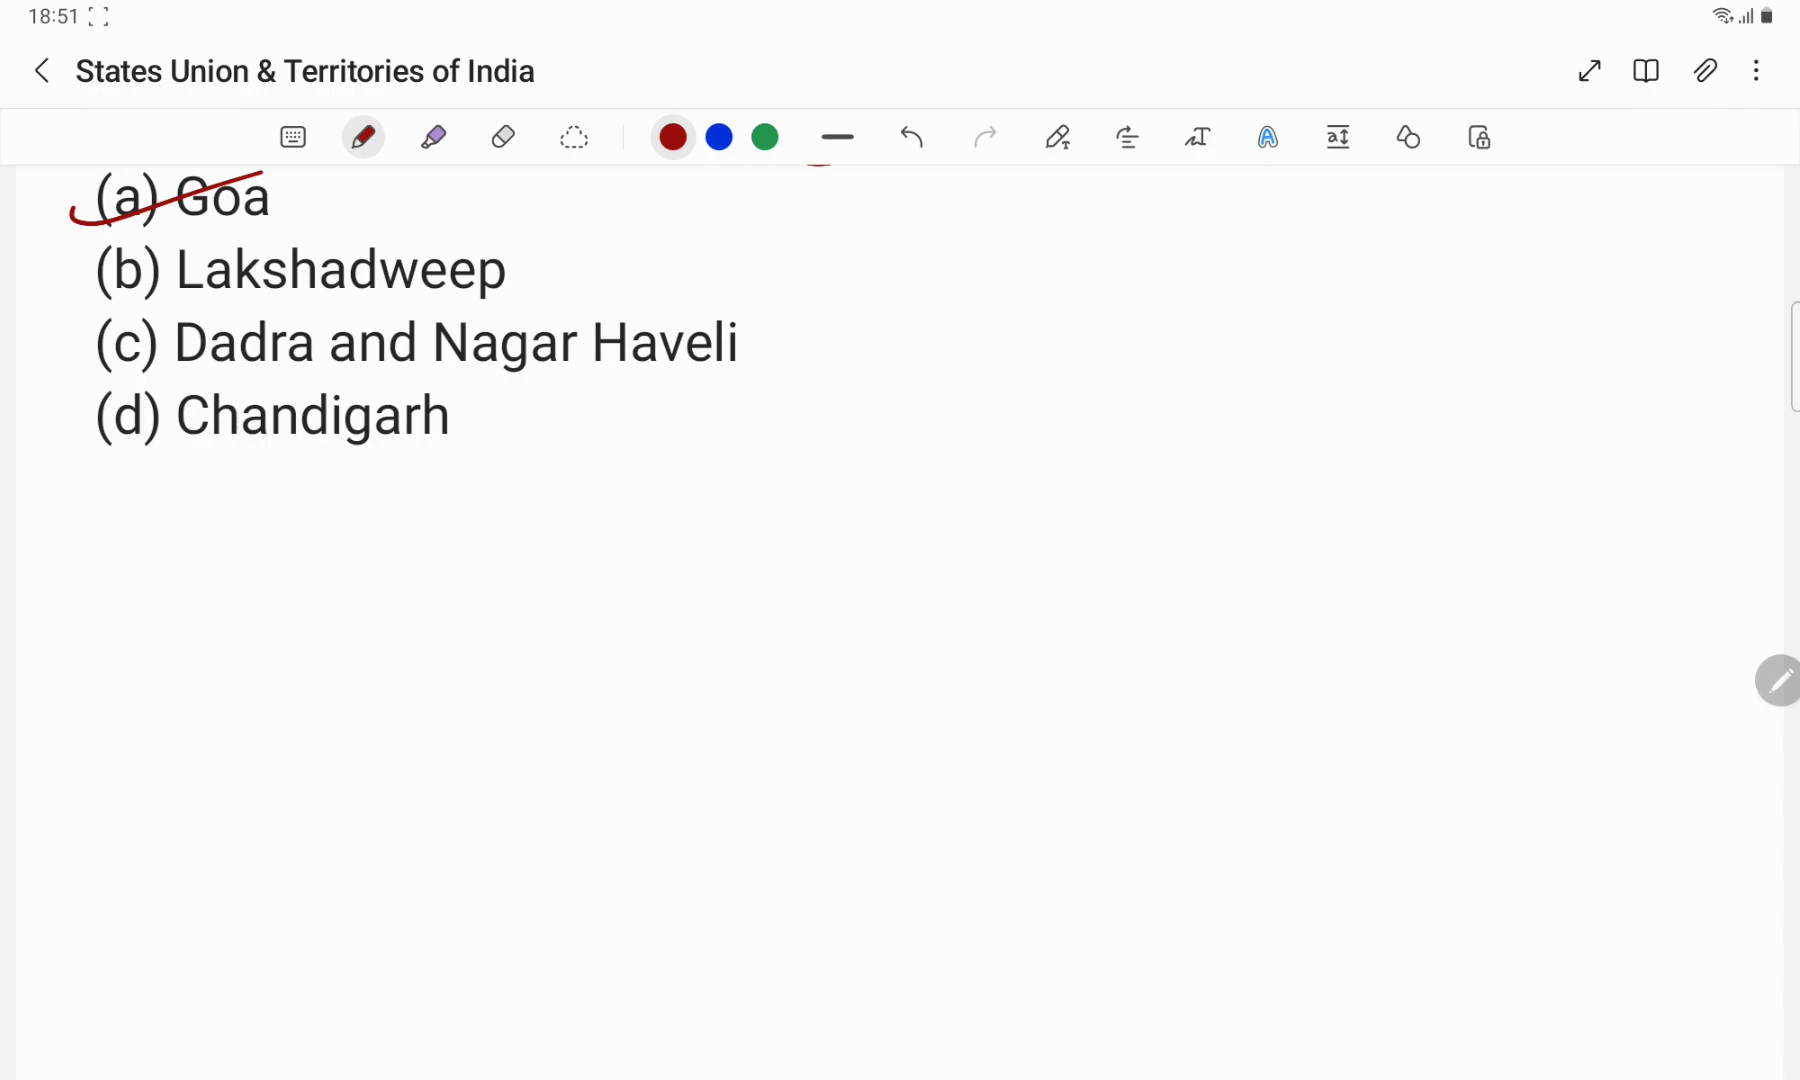 18:51
States Union & Territories of India
(a) Goa
(b) Lakshadweep
(c) Dadra and Nagar Haveli
(d) Chandigarh